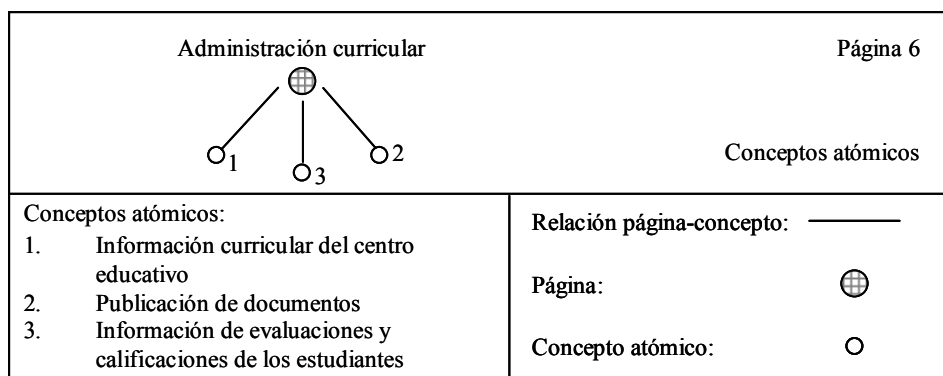 Administración curricular
Página 6
1
3
2
Conceptos atómicos
Conceptos atómicos:
1. Información curricular del centro
educativo
2. Publicación de documentos
3. Información de evaluaciones y
calificaciones de los estudiantes
Relación página-concepto:
Página:
Concepto atómico: